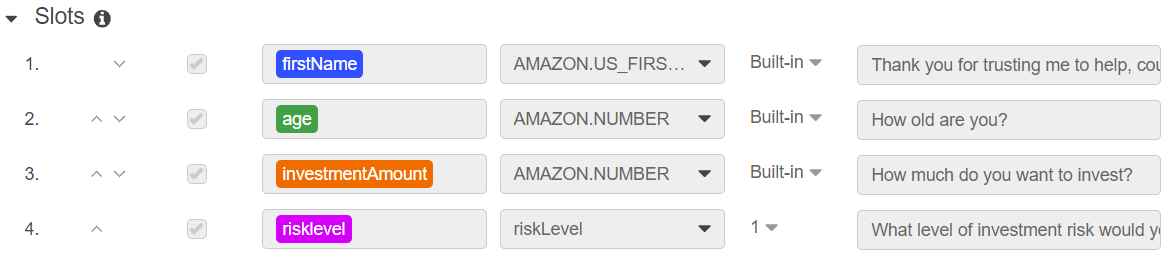 Slots
1. firstName AMAZON.US_FIRS... Built-in Thank you for trusting me to help, cou
2. age AMAZON.NUMBER Built-in How old are you?
3. investmentAmount AMAZON.NUMBER Built-in How much do you want to invest?
4. risklevel riskLevel 1 What level of investment risk would yo